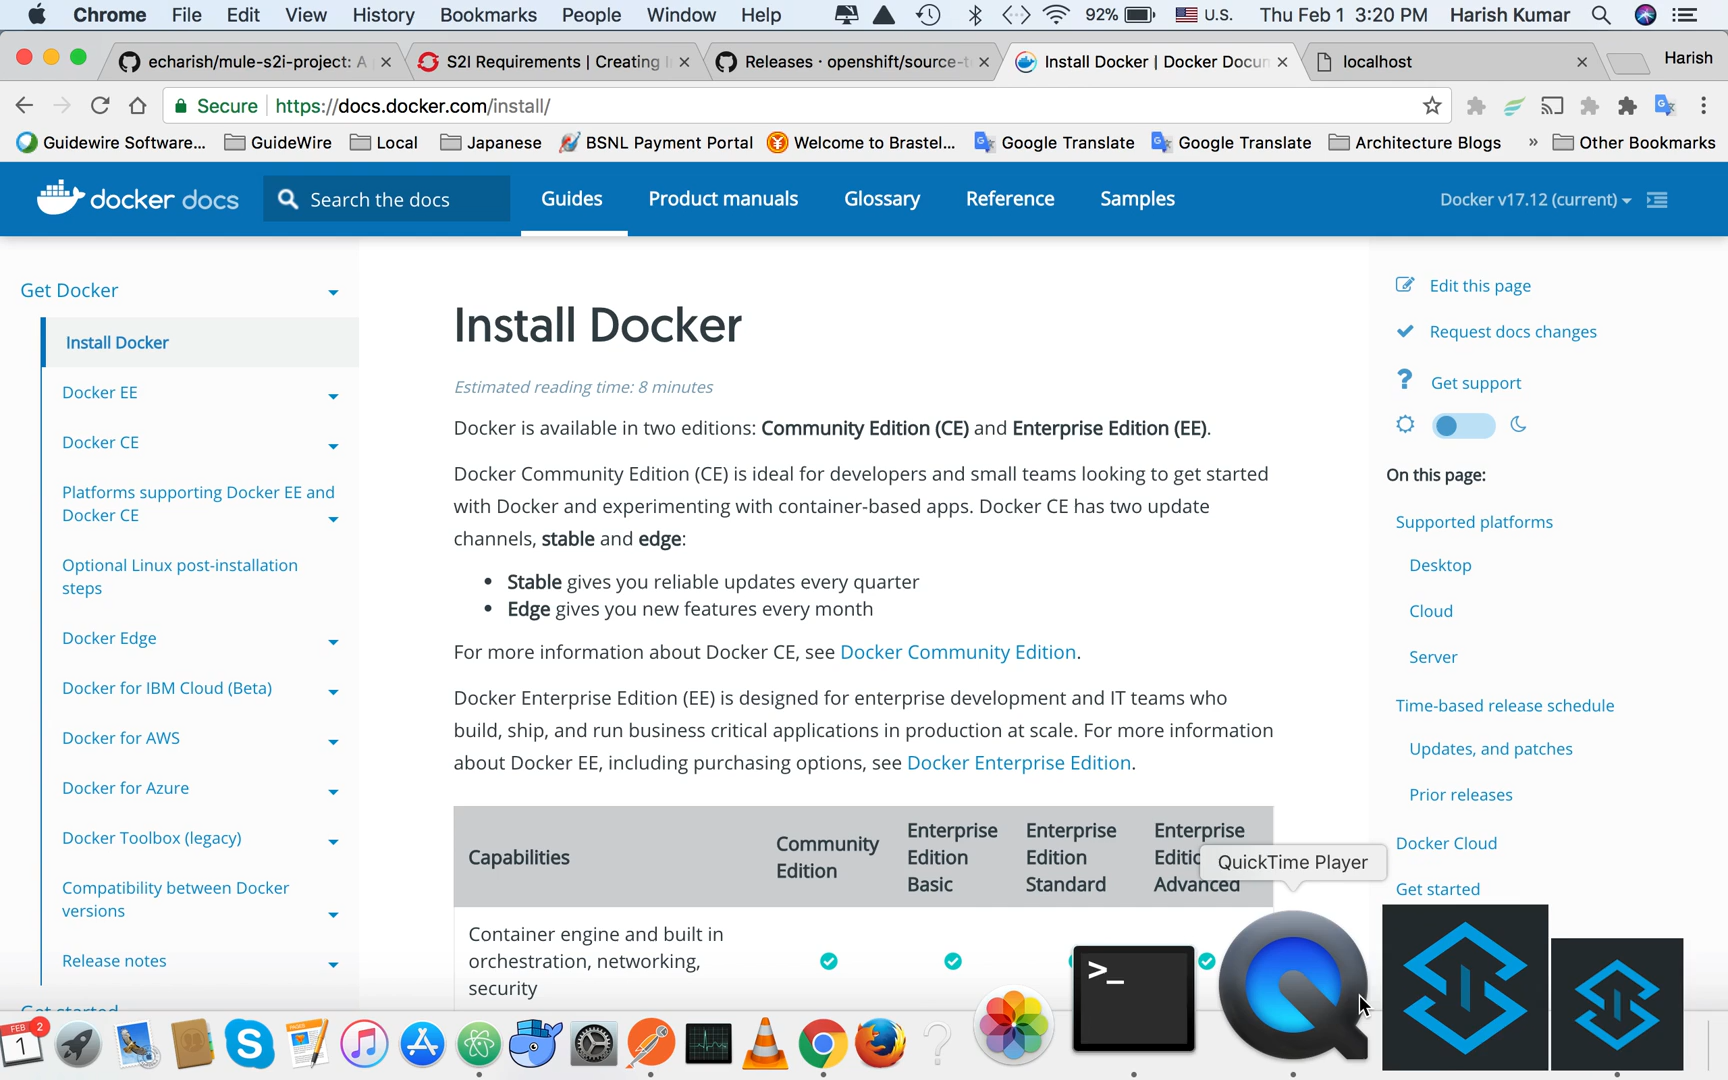 Chrome File Edit View History Bookmarks People Window Help 92% U.S. Thu Feb 1 3:20 PM Harish Kumar
echarish/mule-s2i-project: A
S2I Requirements | Creating I
Releases · openshift/source-t
Install Docker | Docker Docum
localhost
Harish
Secure https://docs.docker.com/install/
Guidewire Software... GuideWire Local Japanese BSNL Payment Portal Welcome to Brastel... Google Translate Google Translate Architecture Blogs » Other Bookmarks
docker docs Search the docs Guides Product manuals Glossary Reference Samples Docker v17.12 (current)
Get Docker
Install Docker
Docker EE
Docker CE
Platforms supporting Docker EE and
Docker CE
Optional Linux post-installation
steps
Docker Edge
Docker for IBM Cloud (Beta)
Docker for AWS
Docker for Azure
Docker Toolbox (legacy)
Compatibility between Docker
versions
Release notes
Get started
Install Docker
Estimated reading time: 8 minutes
Docker is available in two editions: Community Edition (CE) and Enterprise Edition (EE).
Docker Community Edition (CE) is ideal for developers and small teams looking to get started
with Docker and experimenting with container-based apps. Docker CE has two update
channels, stable and edge:
• Stable gives you reliable updates every quarter
• Edge gives you new features every month
For more information about Docker CE, see Docker Community Edition.
Docker Enterprise Edition (EE) is designed for enterprise development and IT teams who
build, ship, and run business critical applications in production at scale. For more information
about Docker EE, including purchasing options, see Docker Enterprise Edition.
Capabilities
Community
Edition
Enterprise
Edition
Basic
Enterprise
Edition
Standard
Enterprise
Editio
Advanced
Container engine and built in
orchestration, networking,
security
Edit this page
Request docs changes
Get support
On this page:
Supported platforms
Desktop
Cloud
Server
Time-based release schedule
Updates, and patches
Prior releases
Docker Cloud
Get started
QuickTime Player
FEB 2
1
PAGES
>_